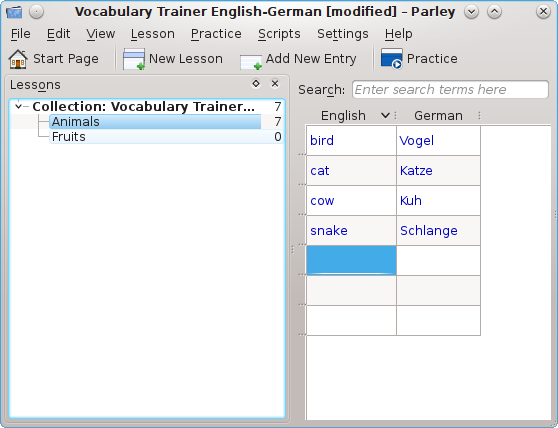 Vocabulary Trainer English-German [modified] – Parley
File Edit View Lesson Practice Scripts Settings Help
Start Page New Lesson Add New Entry Practice
Lessons
Collection: Vocabulary Trainer... 7
Animals 7
Fruits 0
Search: Enter search terms here
English German
bird Vogel
cat Katze
cow Kuh
snake Schlange